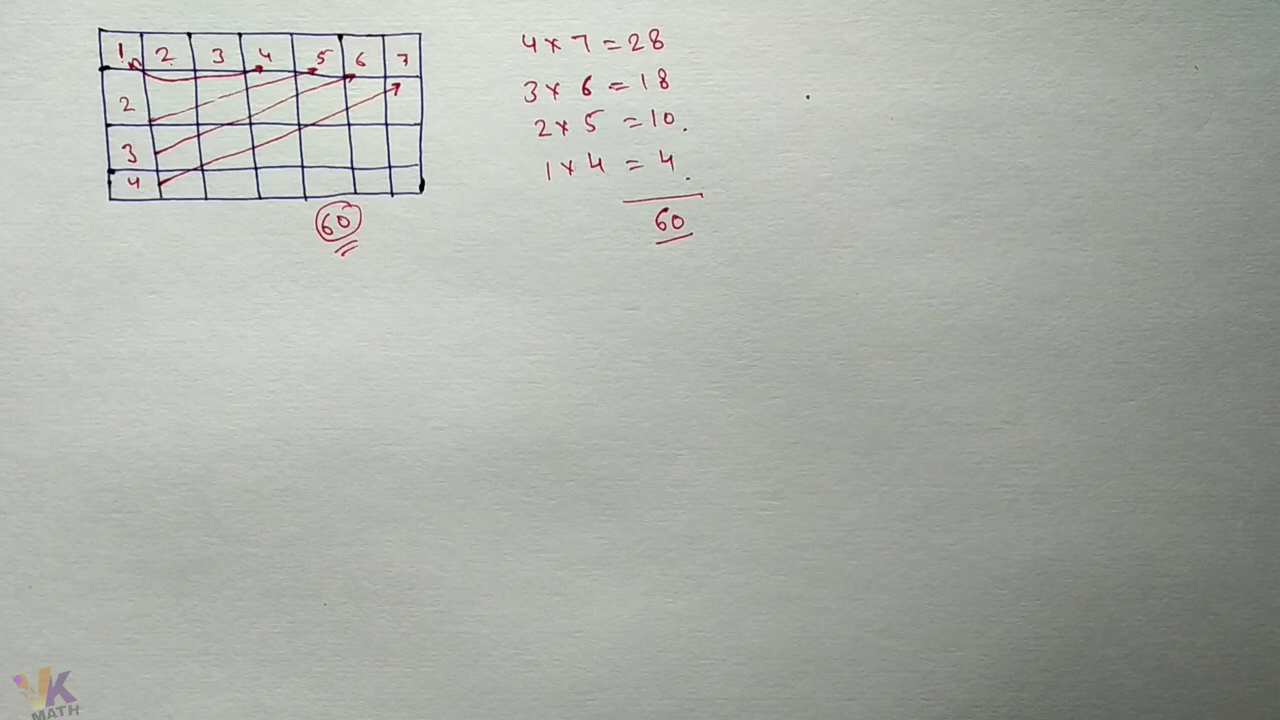 1 2 3 4 5 6 7
2
3
4
60
4 × 7 = 28
3 × 6 = 18
2 × 5 = 10.
1 × 4 = 4.
60
VK
MATH